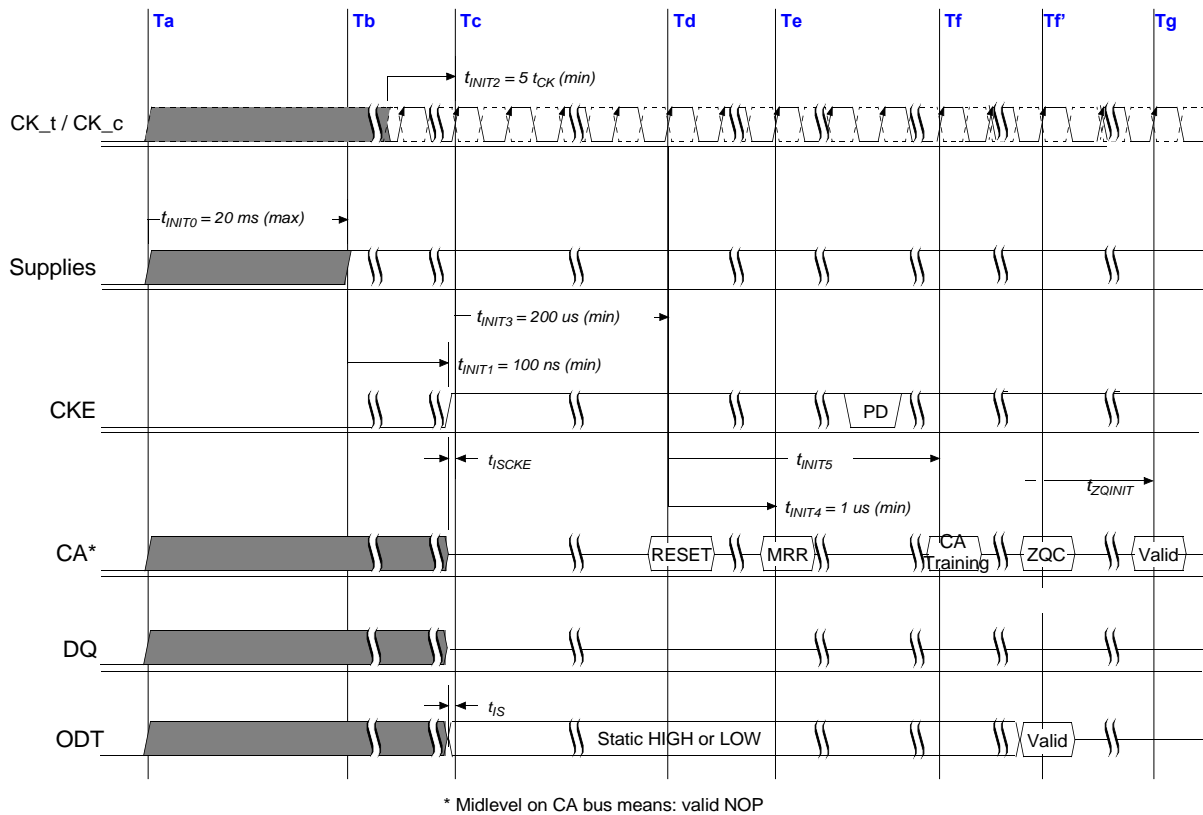 Ta Tb Tc Td Te Tf Tf' Tg
tINIT2 = 5 tCK (min)
CK_t / CK_c
tINIT0 = 20 ms (max)
Supplies
tINIT3 = 200 us (min)
tINIT1 = 100 ns (min)
CKE
PD
tISCKE
tINIT5
tZQINIT
tINIT4 = 1 us (min)
CA*
RESET MRR CA Training ZQC Valid
DQ
tIS
ODT
Static HIGH or LOW
Valid
* Midlevel on CA bus means: valid NOP